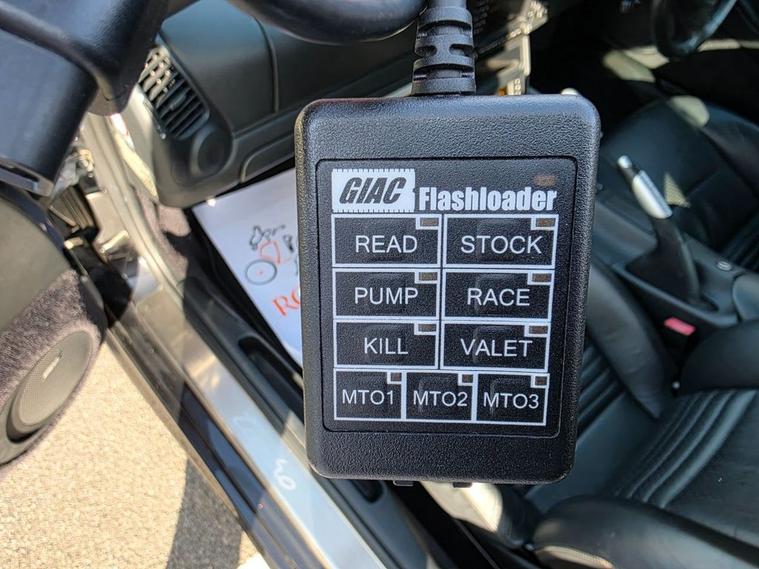 GIAC Flashloader
READ STOCK
PUMP RACE
KILL VALET
MTO1 MTO2 MTO3